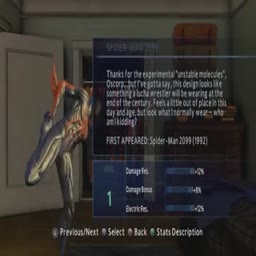 SPIDER-MAN 2099
Thanks for the experimental "unstable molecules",
Oscorp, but I've gotta say, this design looks like
something a lucha wrestler will be wearing at the
end of the century. Feels a little out of place in this
day and age, but look what I normally wear - who
am I kidding?
FIRST APPEARED: Spider-Man 2099 (1992)
1
Damage Res. +12%
Damage Bonus +8%
Electric Res. +12%
Previous/Next Select Back Stats Description